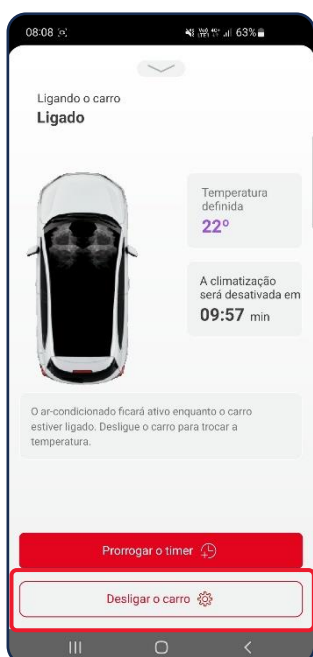 08:08 63%
Ligando o carro
Ligado
Temperatura
definida
22º
A climatização
será desativada em
09:57 min
O ar-condicionado ficará ativo enquanto o carro
estiver ligado. Desligue o carro para trocar a
temperatura.
Prorrogar o timer
Desligar o carro